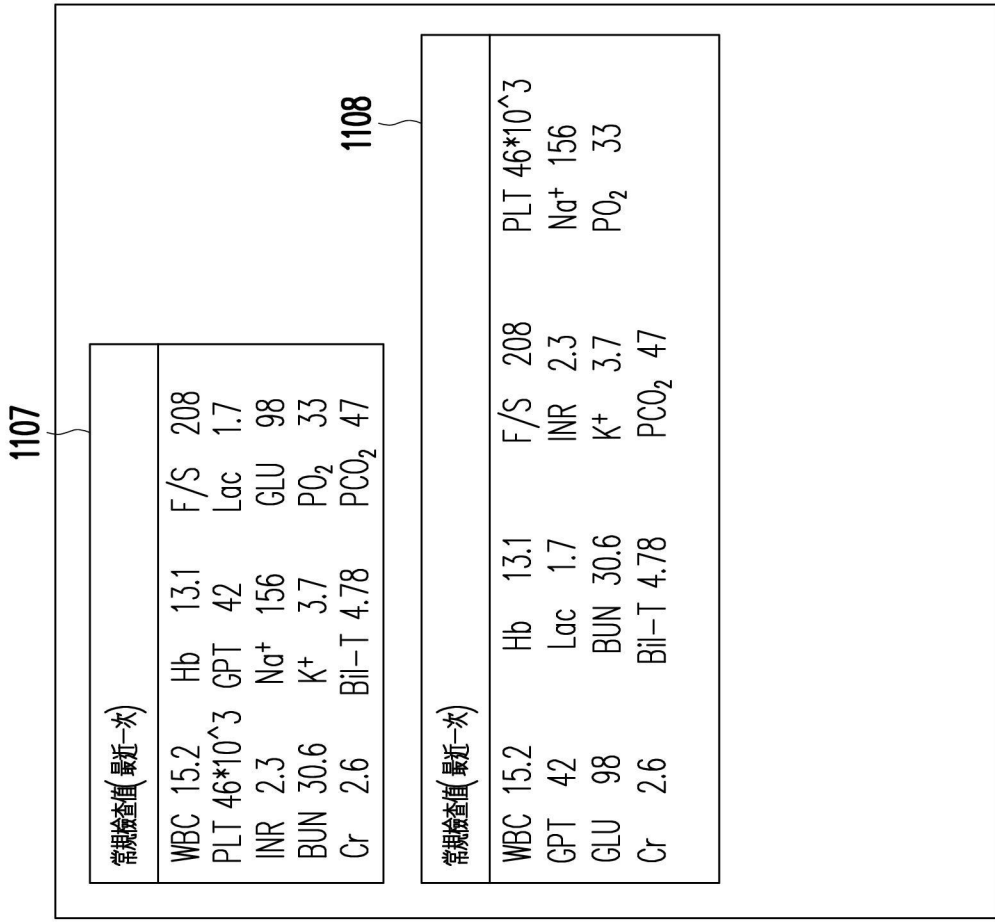 1107
常規檢查值(最近一次)
WBC 15.2 Hb 13.1 F/S 208
PLT 46*10^3 GPT 42 Lac 1.7
INR 2.3 Na⁺ 156 GLU 98
BUN 30.6 K⁺ 3.7 PO₂ 33
Cr 2.6 Bil-T 4.78 PCO₂ 47
1108
常規檢查值(最近一次)
WBC 15.2 Hb 13.1 F/S 208 PLT 46*10^3
GPT 42 Lac 1.7 INR 2.3 Na⁺ 156
GLU 98 BUN 30.6 K⁺ 3.7 PO₂ 33
Cr 2.6 Bil-T 4.78 PCO₂ 47